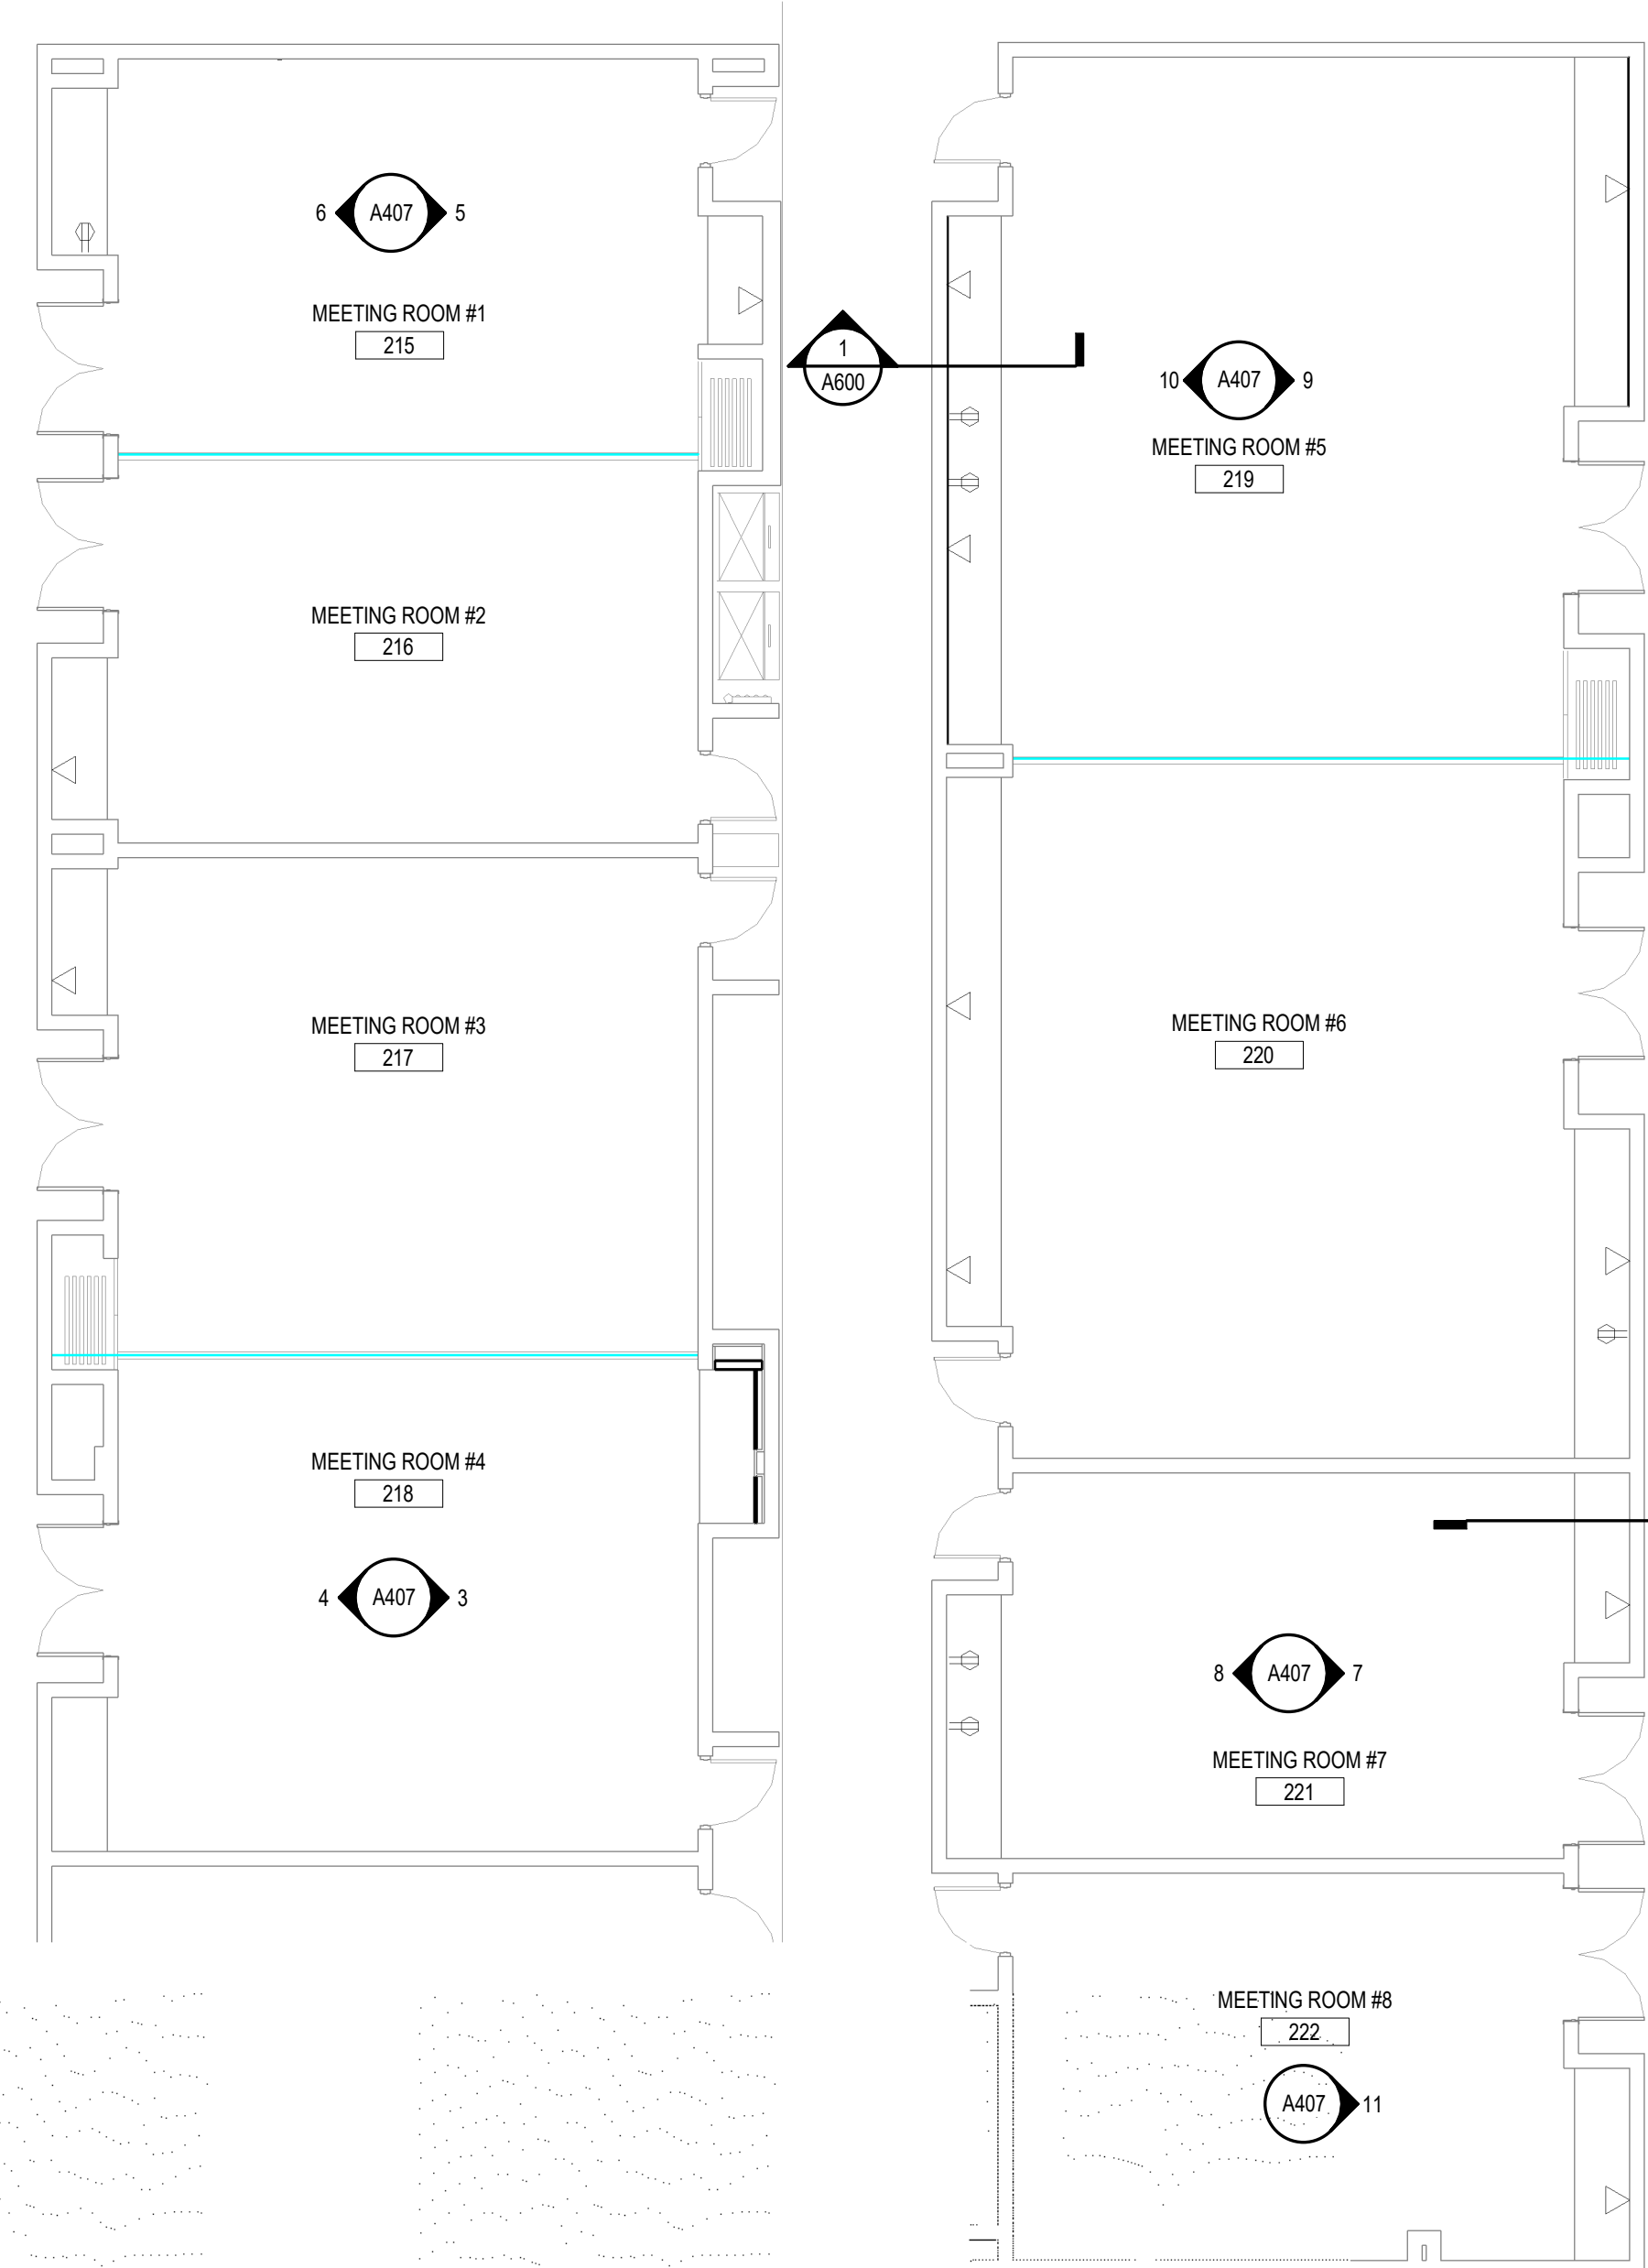 6 A407 5
MEETING ROOM #1
215
1
A600
10 A407 9
MEETING ROOM #5
219
MEETING ROOM #2
216
MEETING ROOM #3
217
MEETING ROOM #6
220
MEETING ROOM #4
218
4 A407 3
8 A407 7
MEETING ROOM #7
221
MEETING ROOM #8
222
A407 11